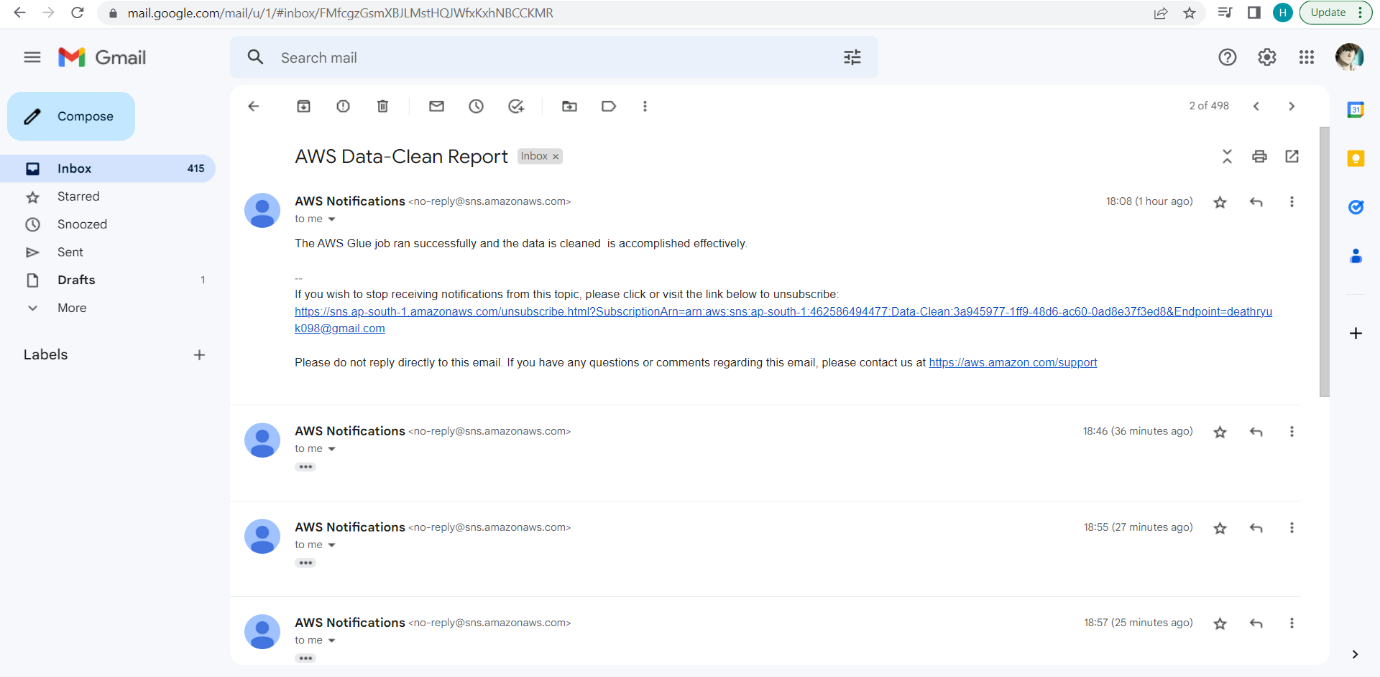 mail.google.com/mail/u/1/#inbox/FMfcgzGsmXBJLMstHQJWfxKxhNBCCKMR
H
Update
Gmail
Search mail
Compose
2 of 498
31
Inbox 415
Starred
Snoozed
Sent
Drafts 1
More
Labels
AWS Data-Clean Report Inbox ×
AWS Notifications <no-reply@sns.amazonaws.com> 18:08 (1 hour ago)
to me
The AWS Glue job ran successfully and the data is cleaned  is accomplished effectively.
--
If you wish to stop receiving notifications from this topic, please click or visit the link below to unsubscribe:
https://sns.ap-south-1.amazonaws.com/unsubscribe.html?SubscriptionArn=arn:aws:sns:ap-south-1:462586494477:Data-Clean:3a945977-1ff9-48d6-ac60-0ad8e37f3ed8&Endpoint=deathryu
k098@gmail.com
Please do not reply directly to this email. If you have any questions or comments regarding this email, please contact us at https://aws.amazon.com/support
AWS Notifications <no-reply@sns.amazonaws.com> 18:46 (36 minutes ago)
to me
•••
AWS Notifications <no-reply@sns.amazonaws.com> 18:55 (27 minutes ago)
to me
•••
AWS Notifications <no-reply@sns.amazonaws.com> 18:57 (25 minutes ago)
to me
•••